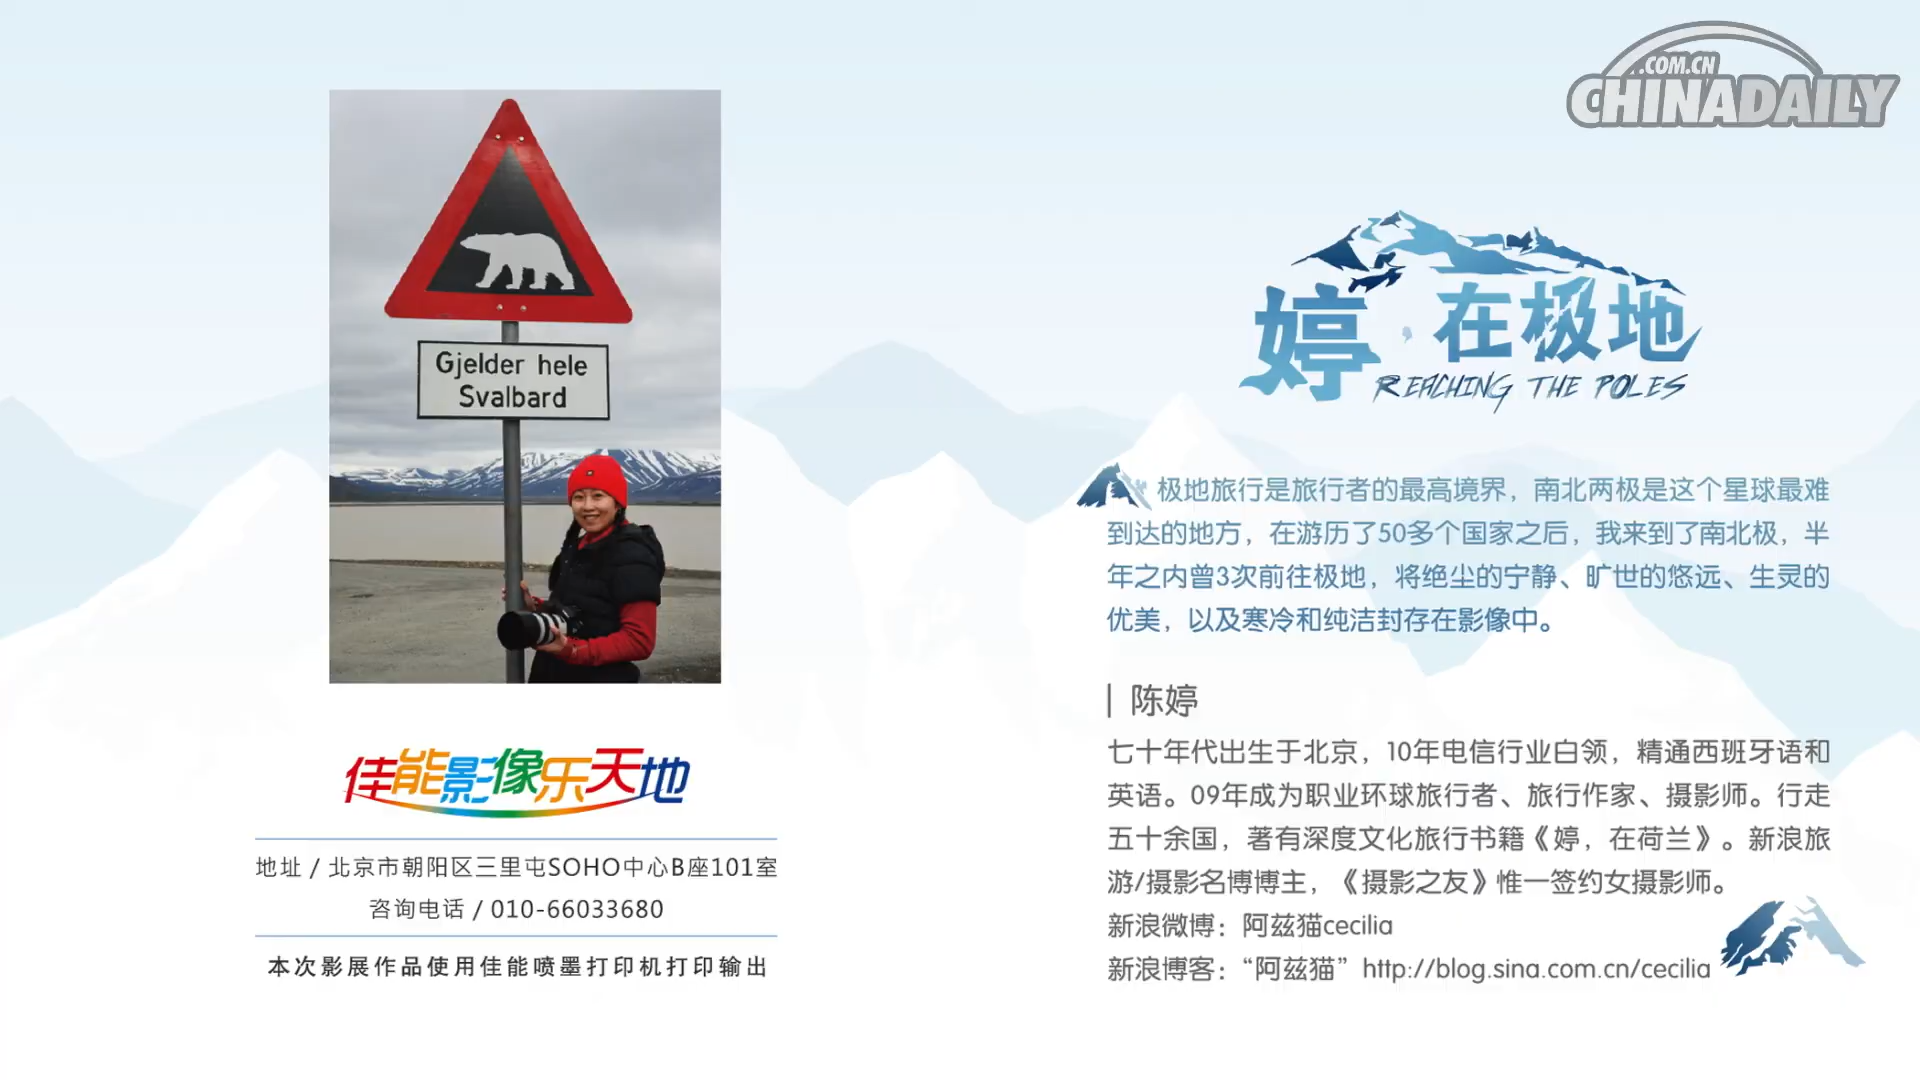 .COM.CN
CHINADAILY
Gjelder hele
Svalbard
佳能影像乐天地
地址 / 北京市朝阳区三里屯SOHO中心B座101室
咨询电话 / 010-66033680
本次影展作品使用佳能喷墨打印机打印输出
婷·在极地
REACHING THE POLES
极地旅行是旅行者的最高境界，南北两极是这个星球最难
到达的地方，在游历了50多个国家之后，我来到了南北极，半
年之内曾3次前往极地，将绝尘的宁静、旷世的悠远、生灵的
优美，以及寒冷和纯洁封存在影像中。
陈婷
七十年代出生于北京，10年电信行业白领，精通西班牙语和
英语。09年成为职业环球旅行者、旅行作家、摄影师。行走
五十余国，著有深度文化旅行书籍《婷，在荷兰》。新浪旅
游/摄影名博博主，《摄影之友》惟一签约女摄影师。
新浪微博：阿兹猫cecilia
新浪博客：“阿兹猫”http://blog.sina.com.cn/cecilia